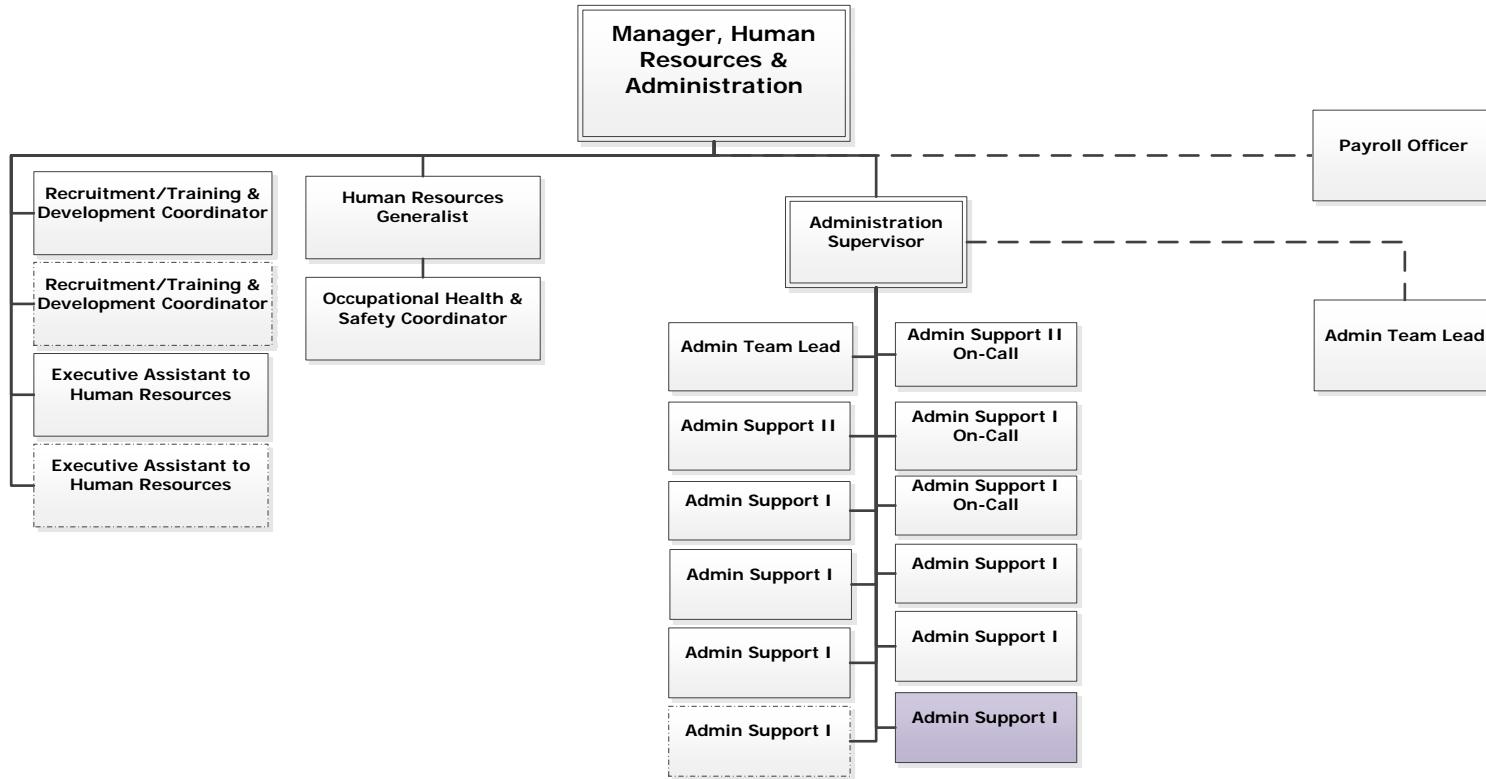 Manager, Human
Resources &
Administration
Payroll Officer
Recruitment/Training &
Development Coordinator
Human Resources
Generalist
Administration
Supervisor
Recruitment/Training &
Development Coordinator
Occupational Health &
Safety Coordinator
Admin Team Lead
Admin Support II
On-Call
Admin Team Lead
Executive Assistant to
Human Resources
Admin Support II
Admin Support I
On-Call
Executive Assistant to
Human Resources
Admin Support I
Admin Support I
On-Call
Admin Support I
Admin Support I
Admin Support I
Admin Support I
Admin Support I
Admin Support I